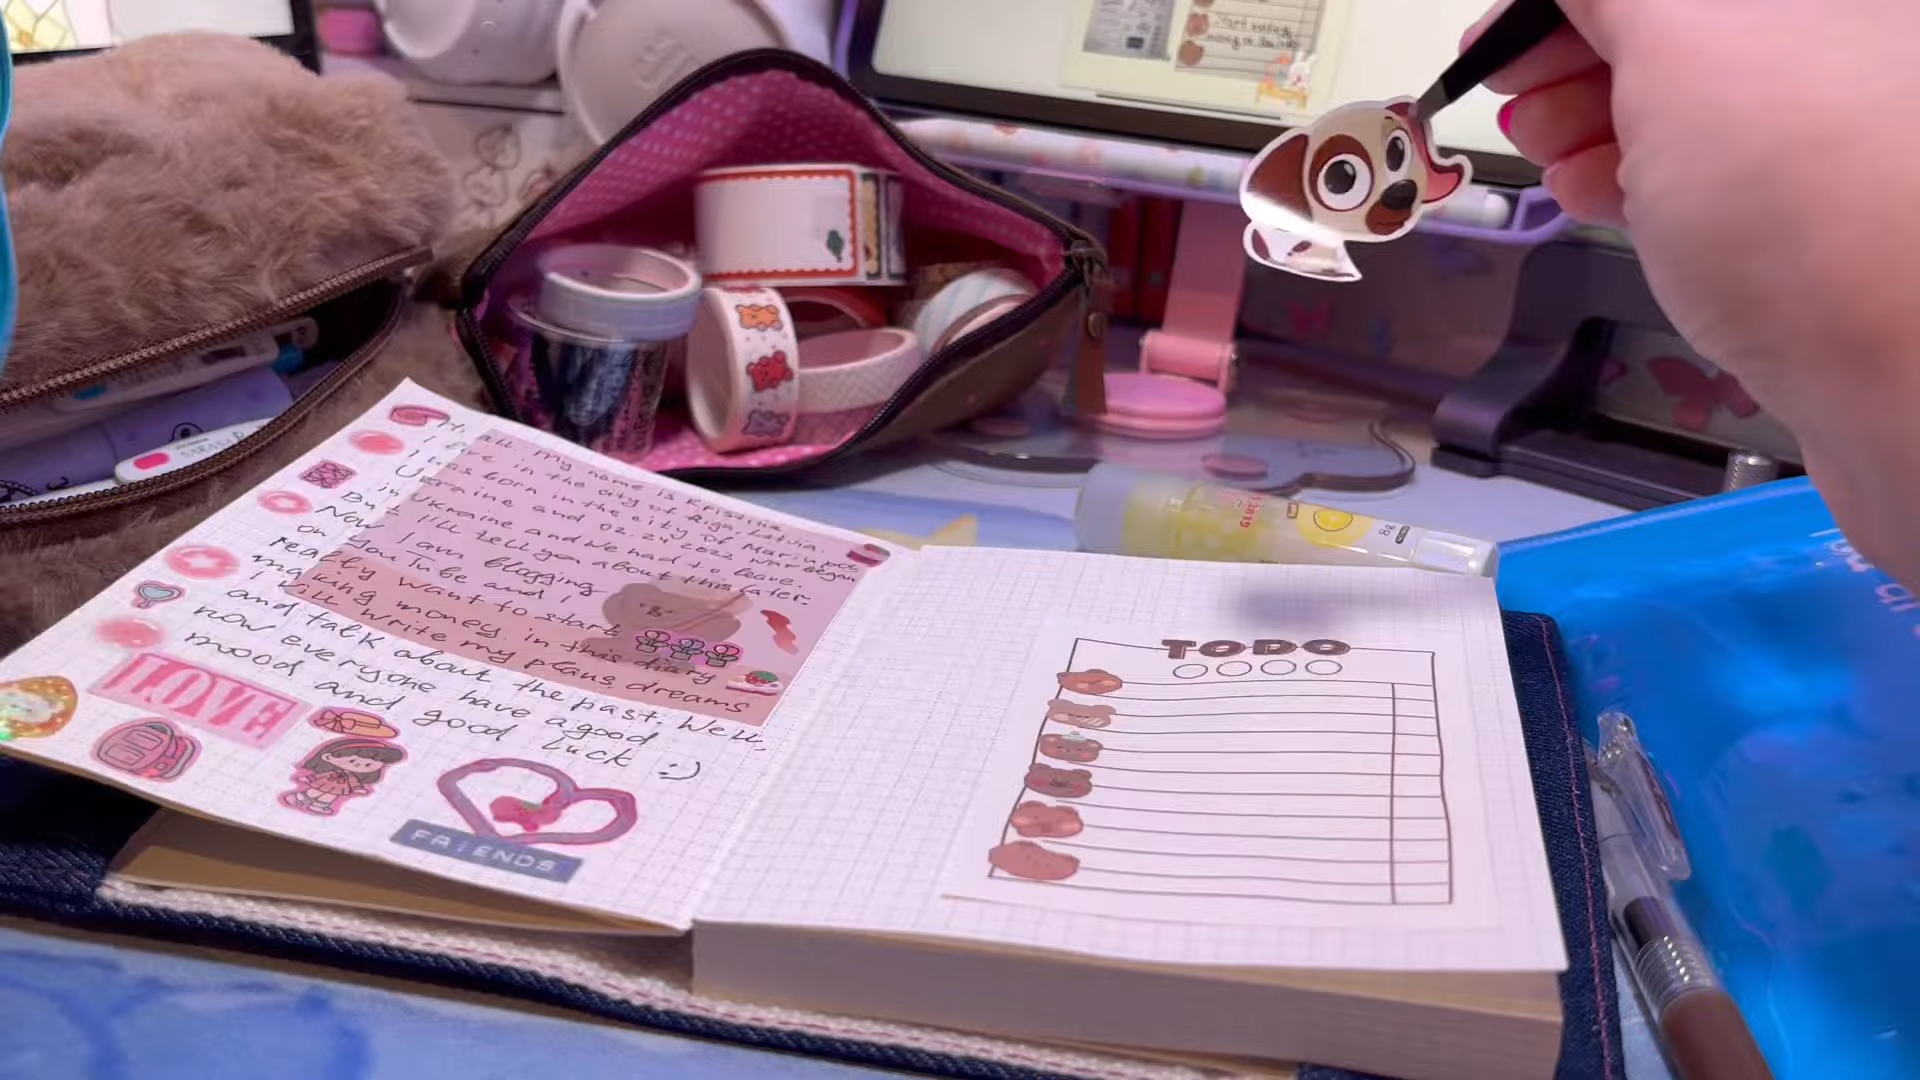 Hi, all. My name is Kristina
I live in the city of Riga, Latvia.
I was born in the city of Mariupol
Ukraine and 02.24.2022 war began
in Ukraine and we had to leave.
But I'll tell you about this later.
Now I am blogging
on YouTube and I
really want to start
making money. in this diary
I will write my plans, dreams
and talk about the past. Well,
now everyone have a good
mood and good luck :)
LOVE
FRIENDS
TODO